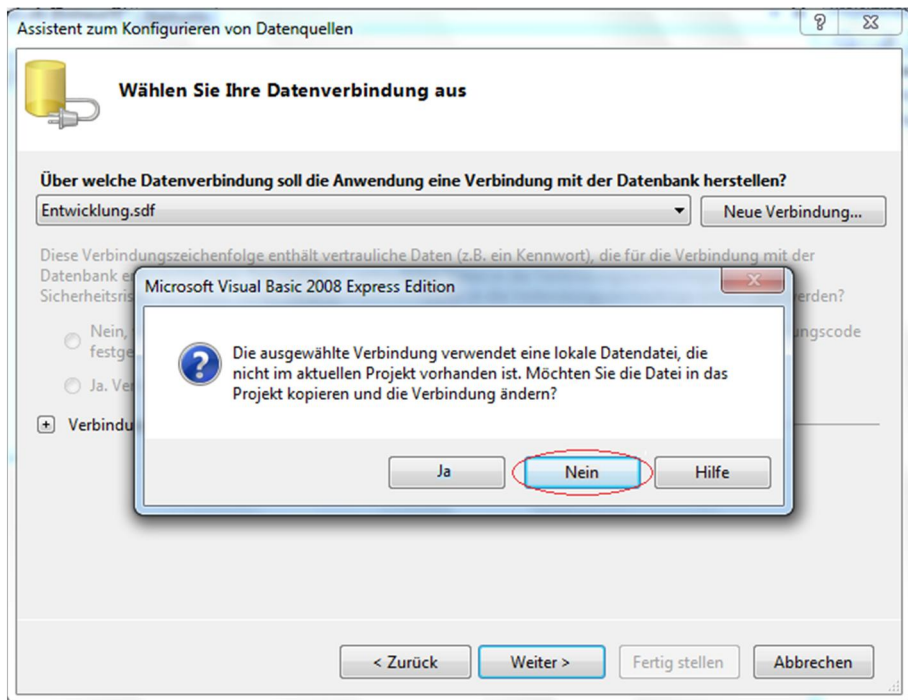 Assistent zum Konfigurieren von Datenquellen
Wählen Sie Ihre Datenverbindung aus
Über welche Datenverbindung soll die Anwendung eine Verbindung mit der Datenbank herstellen?
Entwicklung.sdf
Neue Verbindung...
Diese Verbindungszeichenfolge enthält vertrauliche Daten (z.B. ein Kennwort), die für die Verbindung mit der
Datenbank e
Sicherheitsris
erden?
Nein,
ungscode
festge
Ja. Ver
Verbindu
Microsoft Visual Basic 2008 Express Edition
Die ausgewählte Verbindung verwendet eine lokale Datendatei, die
nicht im aktuellen Projekt vorhanden ist. Möchten Sie die Datei in das
Projekt kopieren und die Verbindung ändern?
Ja
Nein
Hilfe
< Zurück
Weiter >
Fertig stellen
Abbrechen